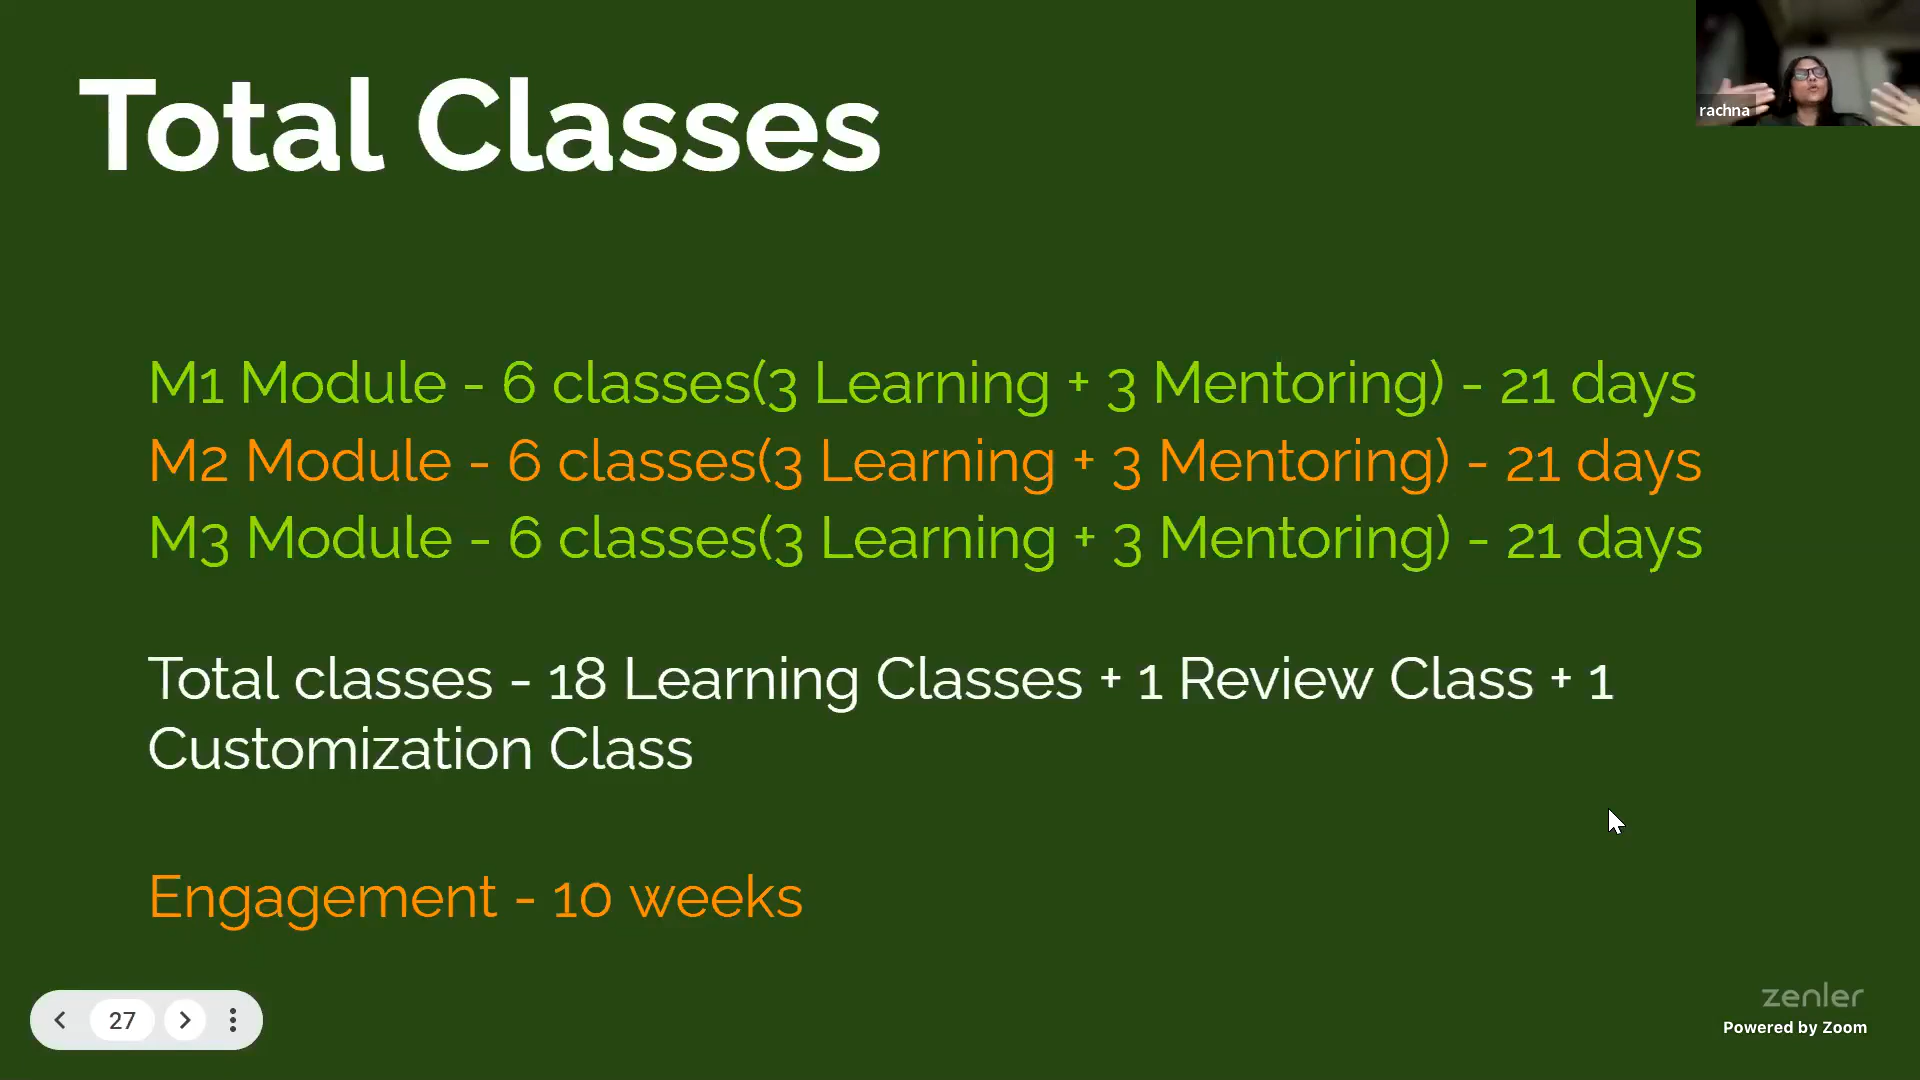 Total Classes
rachna
M1 Module - 6 classes(3 Learning + 3 Mentoring) - 21 days
M2 Module - 6 classes(3 Learning + 3 Mentoring) - 21 days
M3 Module - 6 classes(3 Learning + 3 Mentoring) - 21 days
Total classes - 18 Learning Classes + 1 Review Class + 1
Customization Class
Engagement - 10 weeks
27
zenler
Powered by Zoom